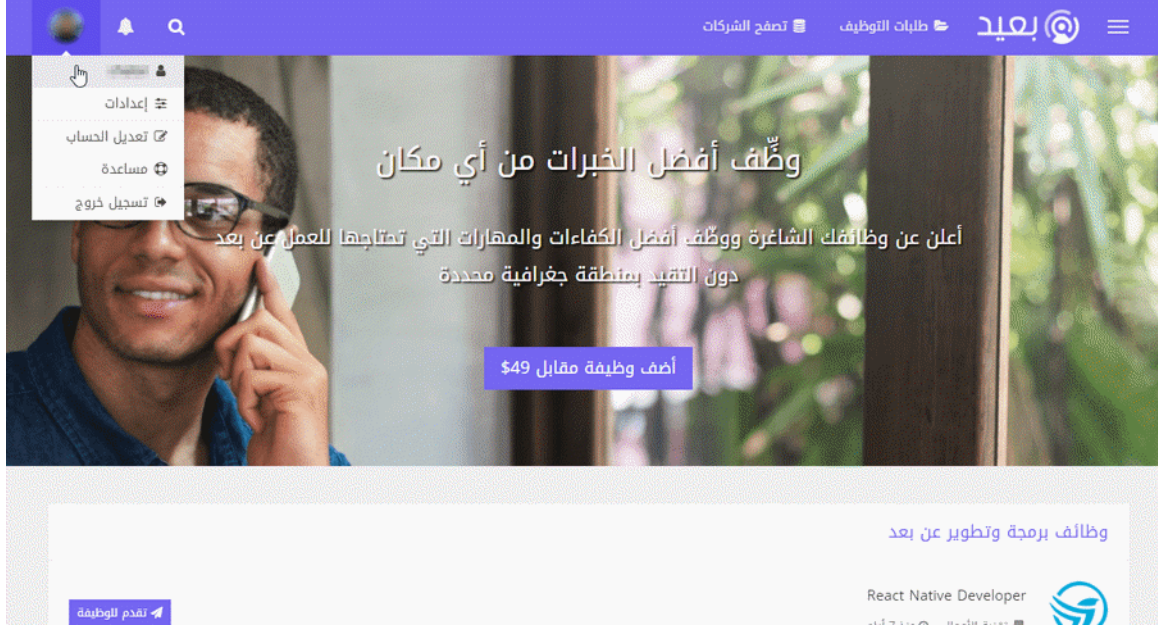 بعيد
طلبات التوظيف
تصفح الشركات
إعدادات
تعديل الحساب
مساعدة
تسجيل خروج
وظِّف أفضل الخبرات من أي مكان
أعلن عن وظائفك الشاغرة ووظّف أفضل الكفاءات والمهارات التي تحتاجها للعمل عن بعد
دون التقيد بمنطقة جغرافية محددة
أضف وظيفة مقابل 49$
وظائف برمجة وتطوير عن بعد
React Native Developer
تقدم للوظيفة